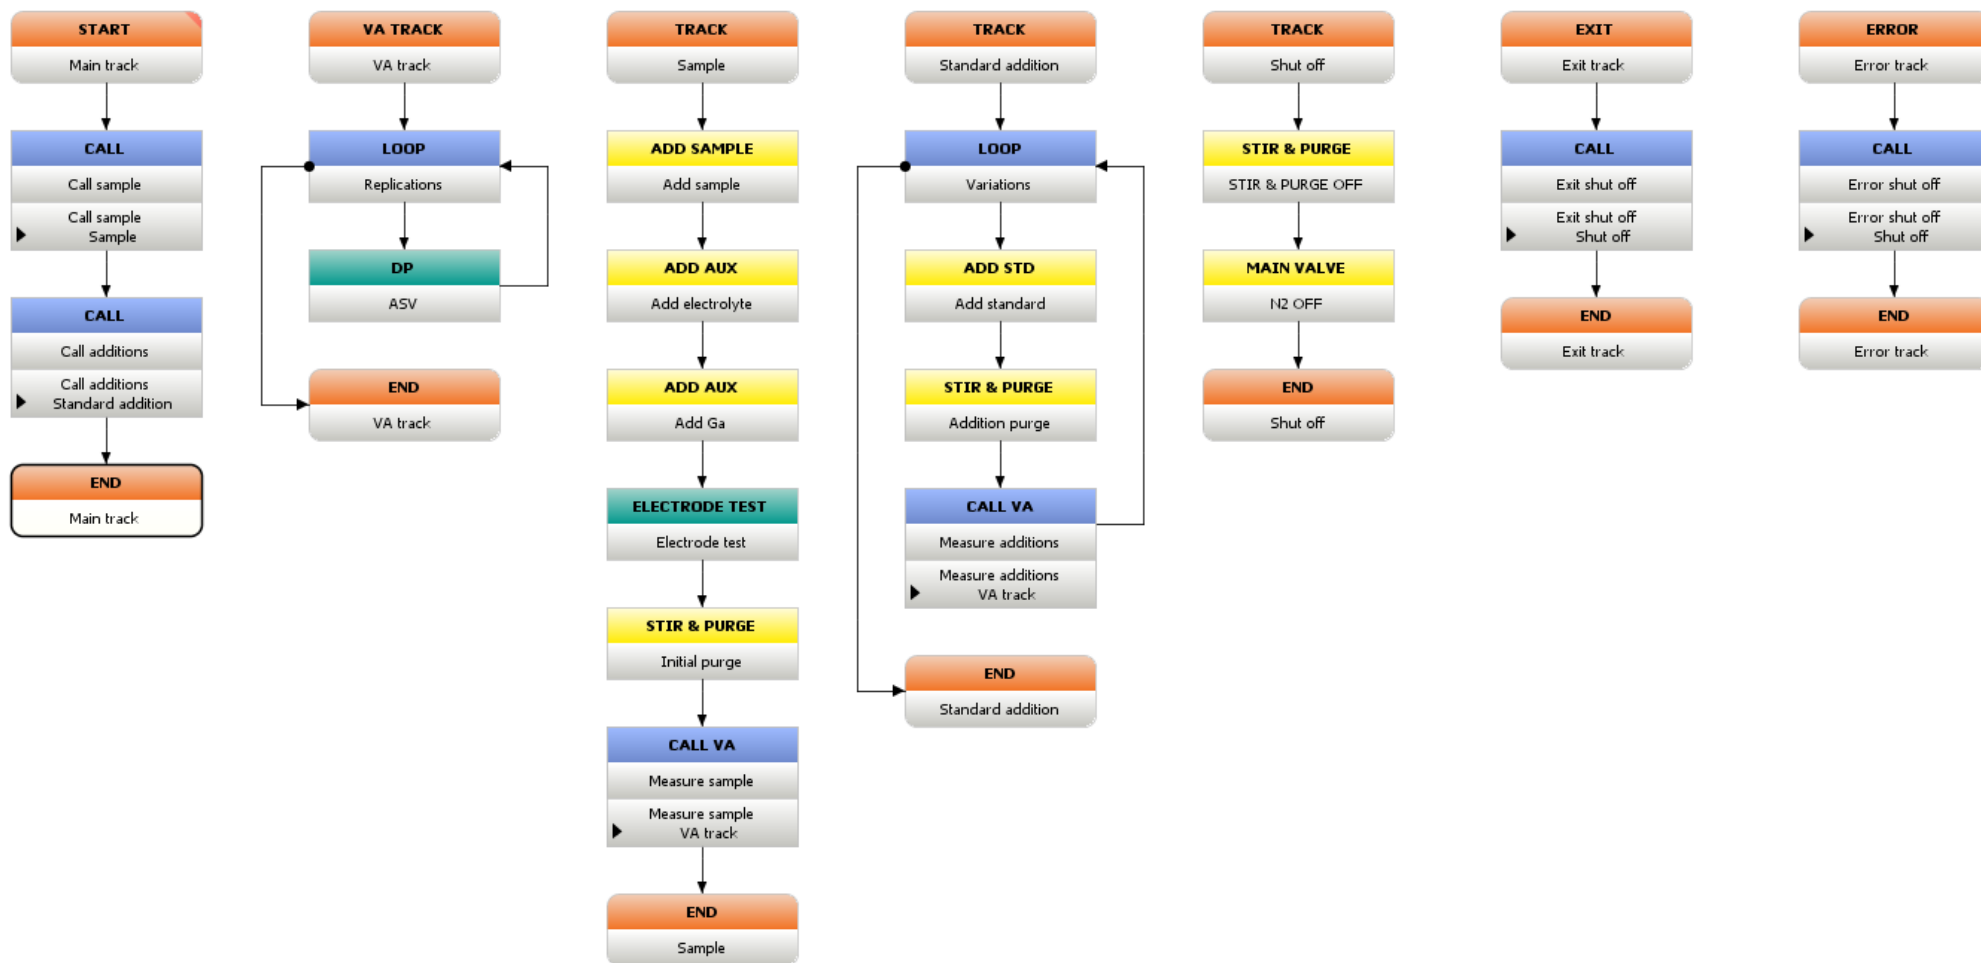 START
Main track
CALL
Call sample
Call sample
Sample
CALL
Call additions
Call additions
Standard addition
END
Main track
VA TRACK
VA track
LOOP
Replications
DP
ASV
END
VA track
TRACK
Sample
ADD SAMPLE
Add sample
ADD AUX
Add electrolyte
ADD AUX
Add Ga
ELECTRODE TEST
Electrode test
STIR & PURGE
Initial purge
CALL VA
Measure sample
Measure sample
VA track
END
Sample
TRACK
Standard addition
LOOP
Variations
ADD STD
Add standard
STIR & PURGE
Addition purge
CALL VA
Measure additions
Measure additions
VA track
END
Standard addition
TRACK
Shut off
STIR & PURGE
STIR & PURGE OFF
MAIN VALVE
N2 OFF
END
Shut off
EXIT
Exit track
CALL
Exit shut off
Exit shut off
Shut off
END
Exit track
ERROR
Error track
CALL
Error shut off
Error shut off
Shut off
END
Error track